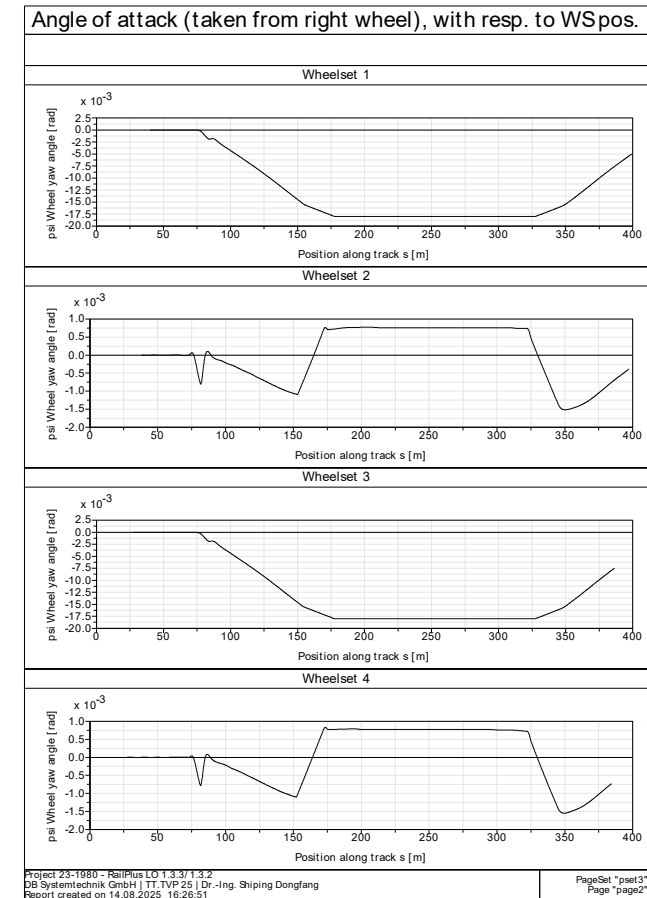 Angle of attack (taken from right wheel), with resp. to WS pos.
Wheelset 1
x 10-3
psi Wheel yaw angle [rad]
2.5
0.0
-2.5
-5.0
-7.5
-10.0
-12.5
-15.0
-17.5
-20.0
0 50 100 150 200 250 300 350 400
Position along track s [m]
Wheelset 2
x 10-3
psi Wheel yaw angle [rad]
1.0
0.5
0.0
-0.5
-1.0
-1.5
-2.0
0 50 100 150 200 250 300 350 400
Position along track s [m]
Wheelset 3
x 10-3
psi Wheel yaw angle [rad]
2.5
0.0
-2.5
-5.0
-7.5
-10.0
-12.5
-15.0
-17.5
-20.0
0 50 100 150 200 250 300 350 400
Position along track s [m]
Wheelset 4
x 10-3
psi Wheel yaw angle [rad]
1.0
0.5
0.0
-0.5
-1.0
-1.5
-2.0
0 50 100 150 200 250 300 350 400
Position along track s [m]
Project 23-1980 - RailPlus LO 1.3.3/1.3.2
DB Systemtechnik GmbH | TT.TVP 25 | Dr.-Ing. Shiping Dongfang
Report created on 14.08.2025 16:26:51
PageSet "pset3"
Page "page2"